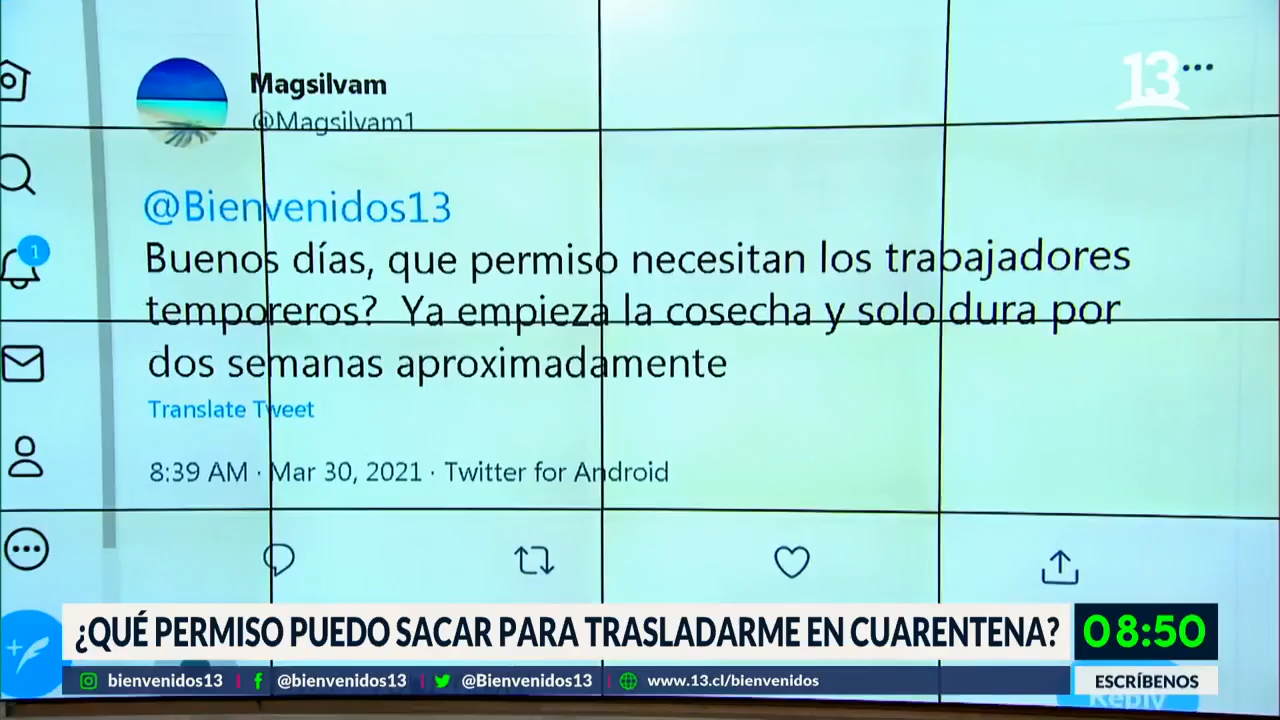 13
Magsilvam
@Magsilvam1
@Bienvenidos13
Buenos días, que permiso necesitan los trabajadores
temporeros? Ya empieza la cosecha y solo dura por
dos semanas aproximadamente
Translate Tweet
8:39 AM · Mar 30, 2021 · Twitter for Android
1
¿QUÉ PERMISO PUEDO SACAR PARA TRASLADARME EN CUARENTENA?
08:50
bienvenidos13 | @bienvenidos13 | @Bienvenidos13 | www.13.cl/bienvenidos
ESCRÍBENOS
Reply